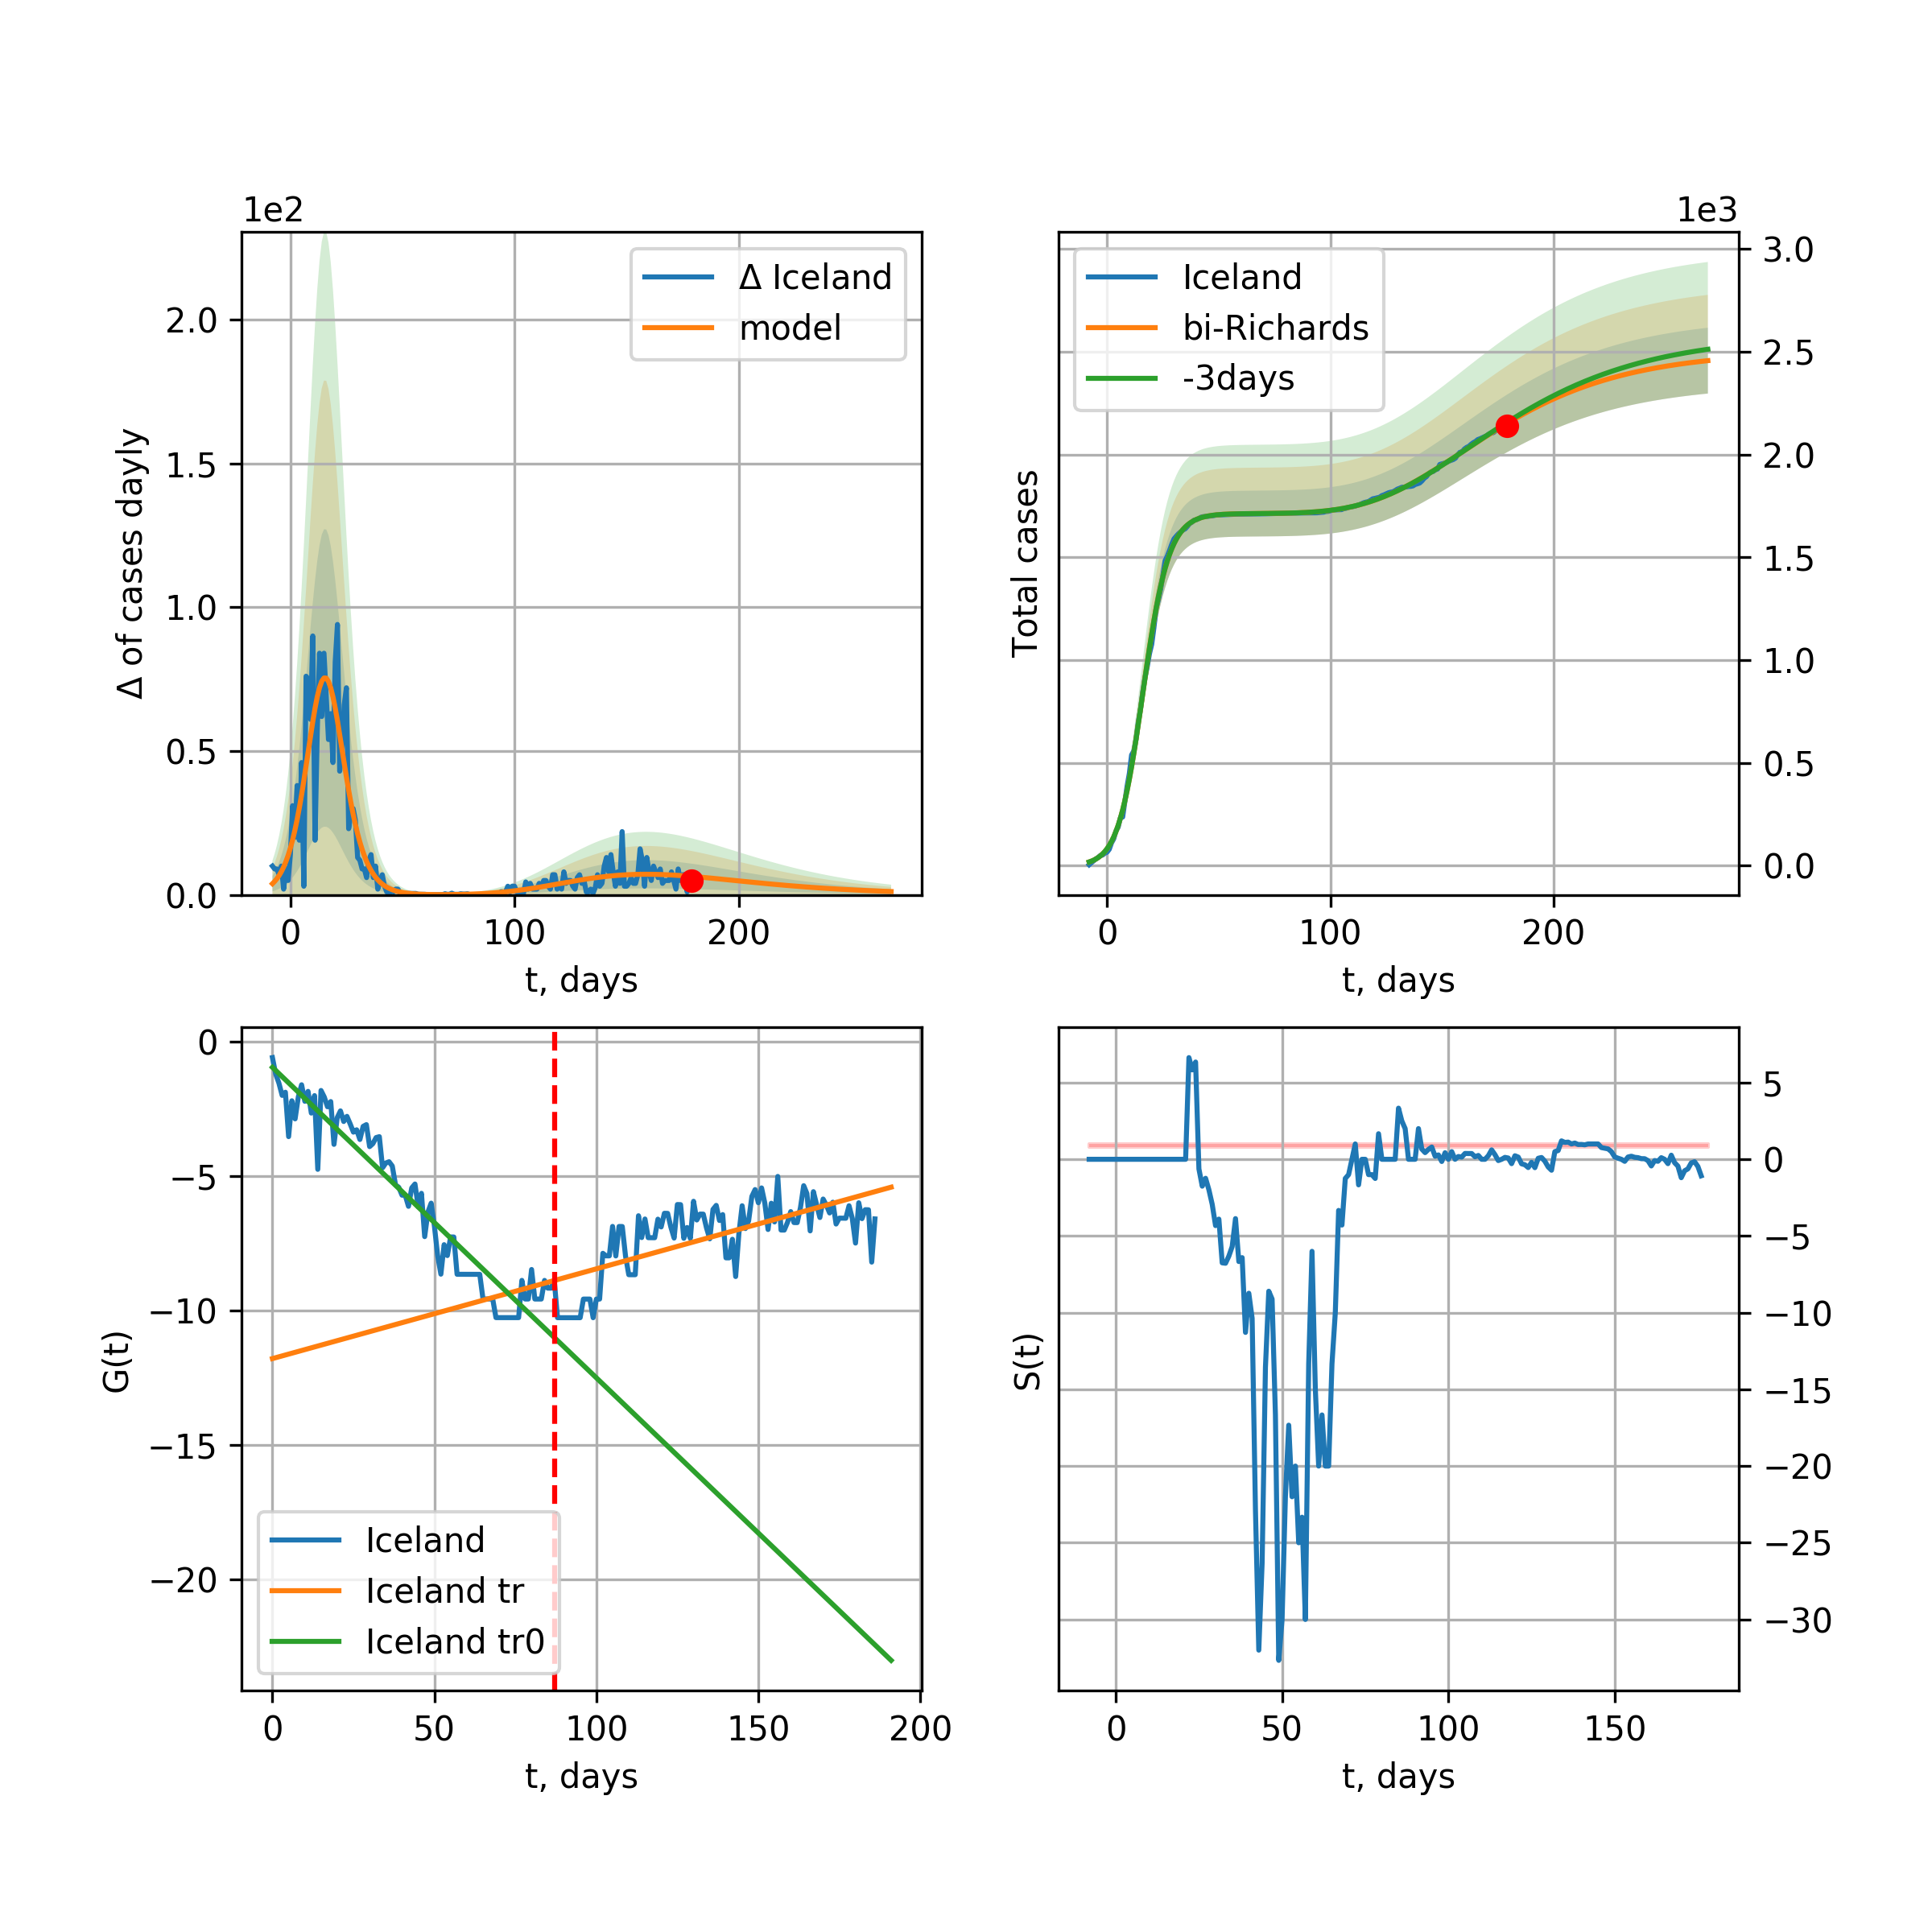 1e2
Δ Iceland
model
2.0
1.5
1.0
0.5
0.0
Δ of cases dayly
0
100
200
t, days
1e3
Iceland
bi-Richards
-3days
3.0
2.5
2.0
1.5
1.0
0.5
0.0
Total cases
0
100
200
t, days
0
−5
−10
−15
−20
G(t)
Iceland
Iceland tr
Iceland tr0
0
50
100
150
200
t, days
5
0
−5
−10
−15
−20
−25
−30
S(t)
0
50
100
150
t, days